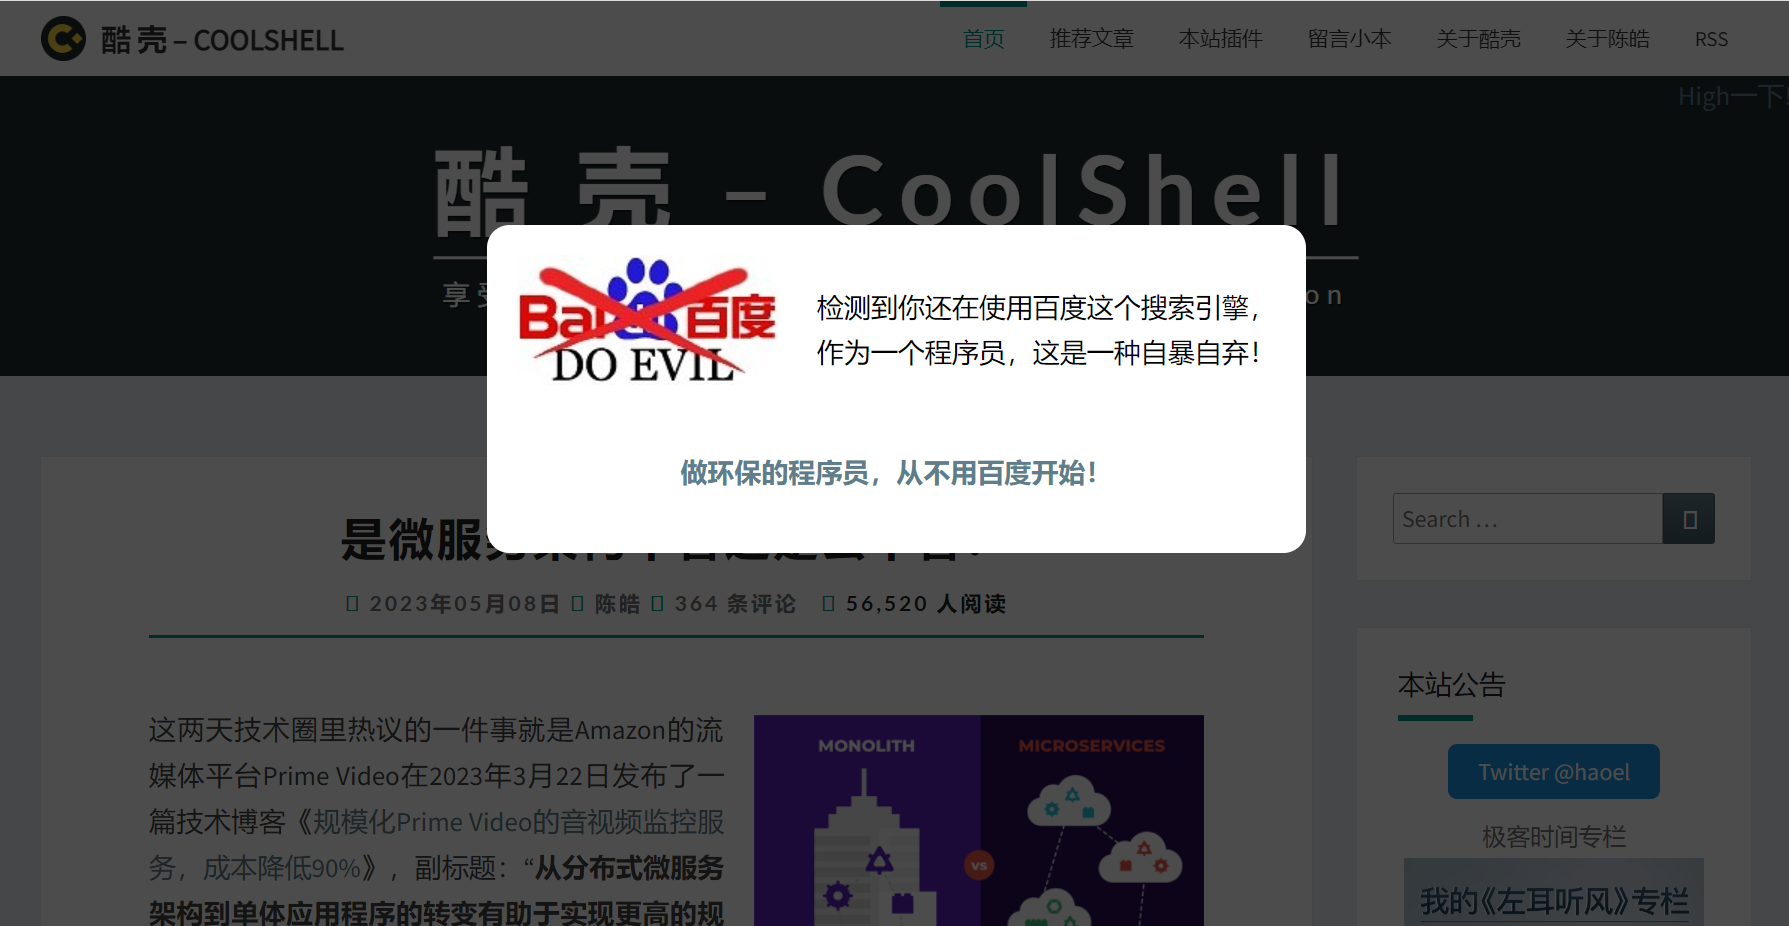 酷 壳 – COOLSHELL
首页 推荐文章 本站插件 留言小本 关于酷壳 关于陈皓 RSS
High一下!
酷 壳 – CoolShell
享
Bai 百度
DO EVIL
检测到你还在使用百度这个搜索引擎，
作为一个程序员，这是一种自暴自弃！
做环保的程序员，从不用百度开始！
是微服
2023年05月08日 陈皓 364 条评论 56,520 人阅读
这两天技术圈里热议的一件事就是Amazon的流
媒体平台Prime Video在2023年3月22日发布了一
篇技术博客《规模化Prime Video的音视频监控服
务，成本降低90%》，副标题：“从分布式微服务
架构到单体应用程序的转变有助于实现更高的规
MONOLITH
VS
MICROSERVICES
Search …
本站公告
Twitter @haoel
极客时间专栏
我的《左耳听风》专栏